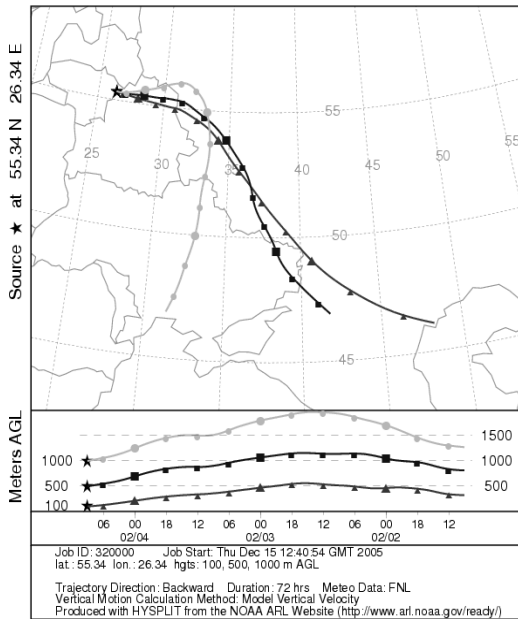 Source ★ at 55.34 N 26.34 E
55
25
30
35
40
45
50
55
50
45
Meters AGL
1500
1000
1000
500
500
100
06 00 18 12 06 00 18 12 06 00 18 12
02/04 02/03 02/02
Job ID: 320000 Job Start: Thu Dec 15 12:40:54 GMT 2005
lat.: 55.34 lon.: 26.34 hgts: 100, 500, 1000 m AGL
Trajectory Direction: Backward Duration: 72 hrs Meteo Data: FNL
Vertical Motion Calculation Method: Model Vertical Velocity
Produced with HYSPLIT from the NOAA ARL Website (http://www.arl.noaa.gov/ready/)